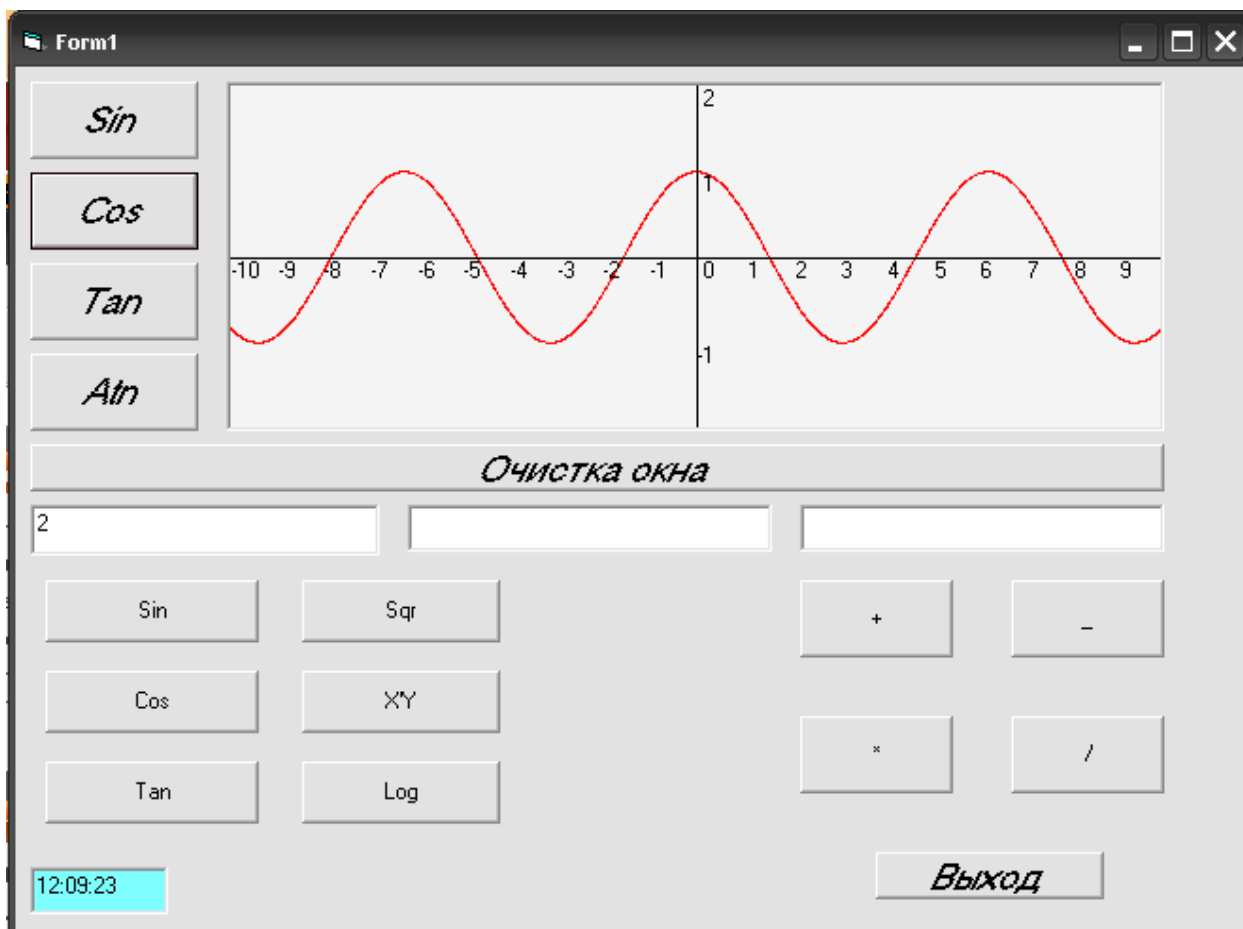 Form1
Sin
Cos
Tan
Atn
2
1
-10 -9 -8 -7 -6 -5 -4 -3 -2 -1 0 1 2 3 4 5 6 7 8 9
-1
Очистка окна
2
Sin Sqr + _
Cos X^Y
* /
Tan Log
12:09:23
Выход